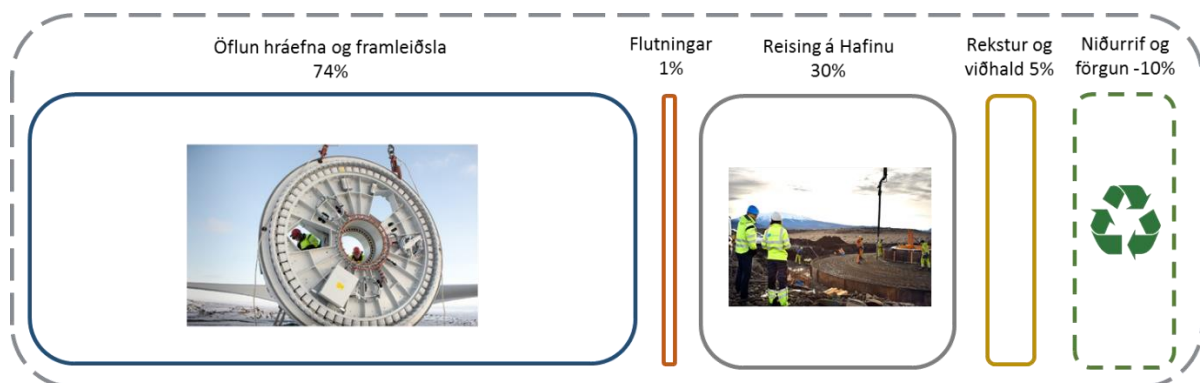 Öflun hráefna og framleiðsla
74%
Flutningar
1%
Reising á Hafinu
30%
Rekstur og
viðhald 5%
Niðurrif og
förgun -10%